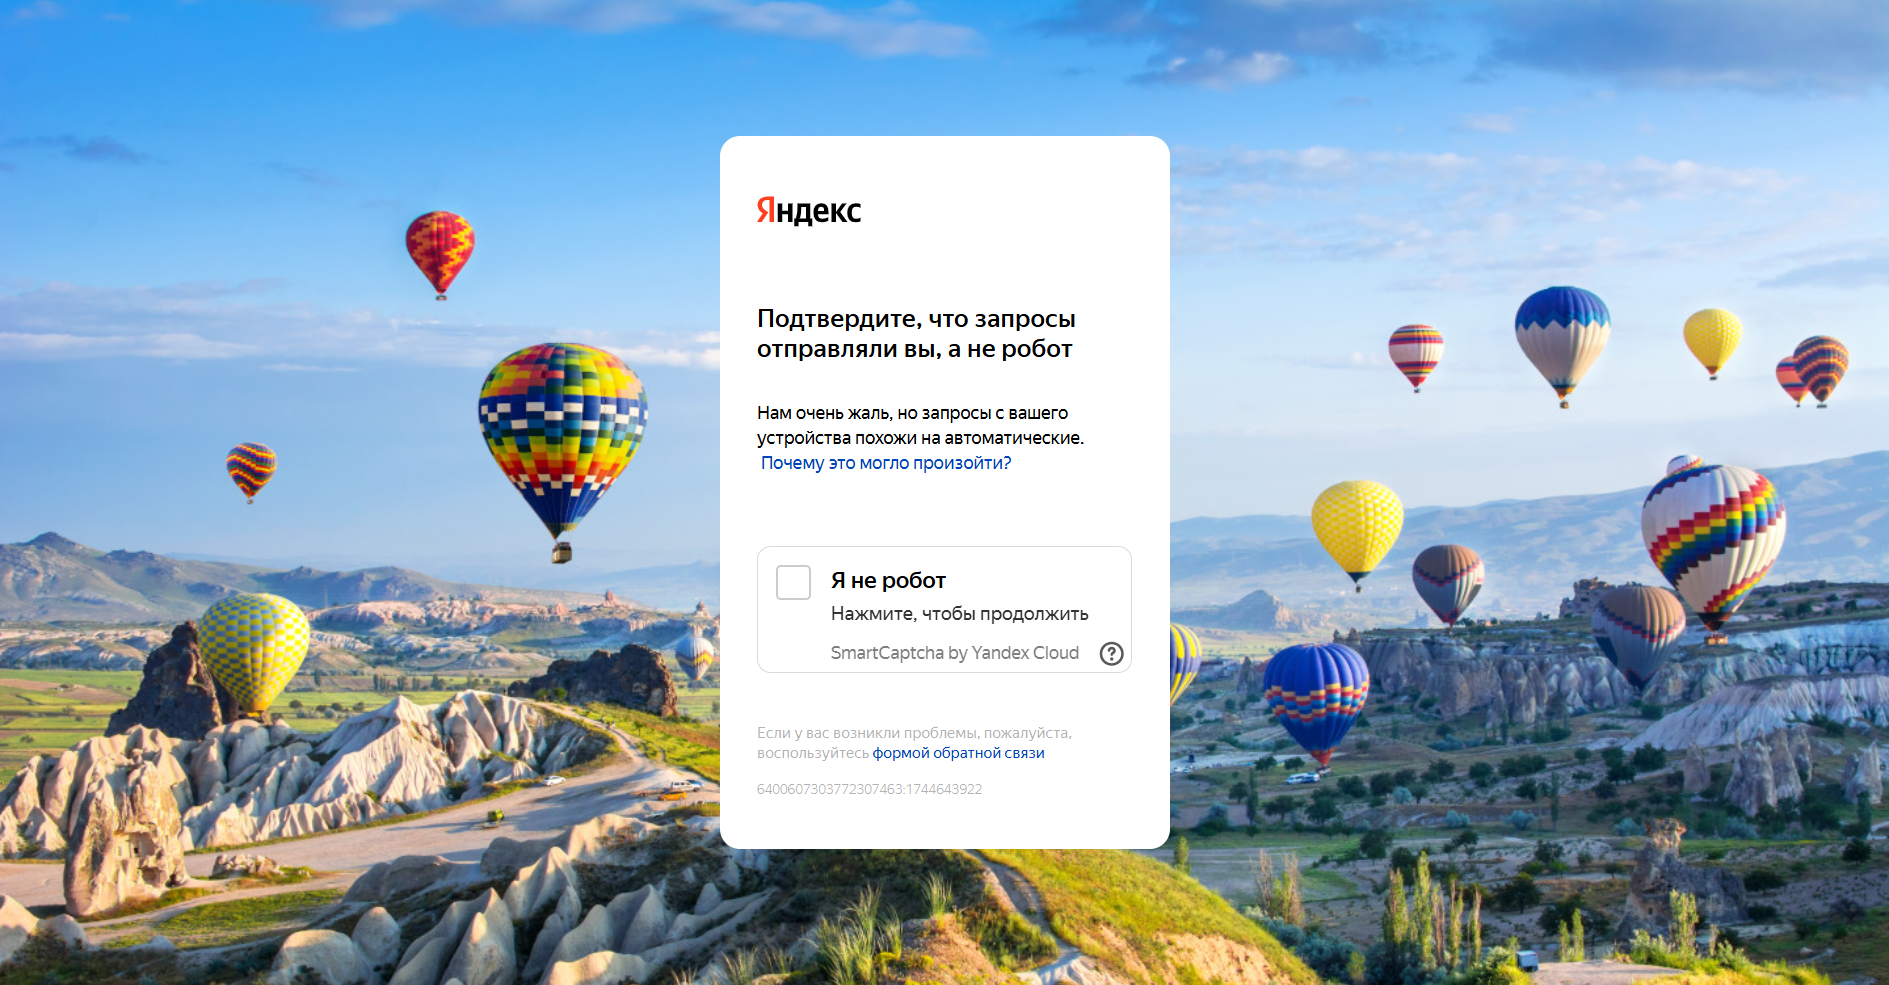 Яндекс
Подтвердите, что запросы
отправляли вы, а не робот
Нам очень жаль, но запросы с вашего
устройства похожи на автоматические.
Почему это могло произойти?
Я не робот
Нажмите, чтобы продолжить
SmartCaptcha by Yandex Cloud
Если у вас возникли проблемы, пожалуйста,
воспользуйтесь формой обратной связи
6400607303772307463:1744643922